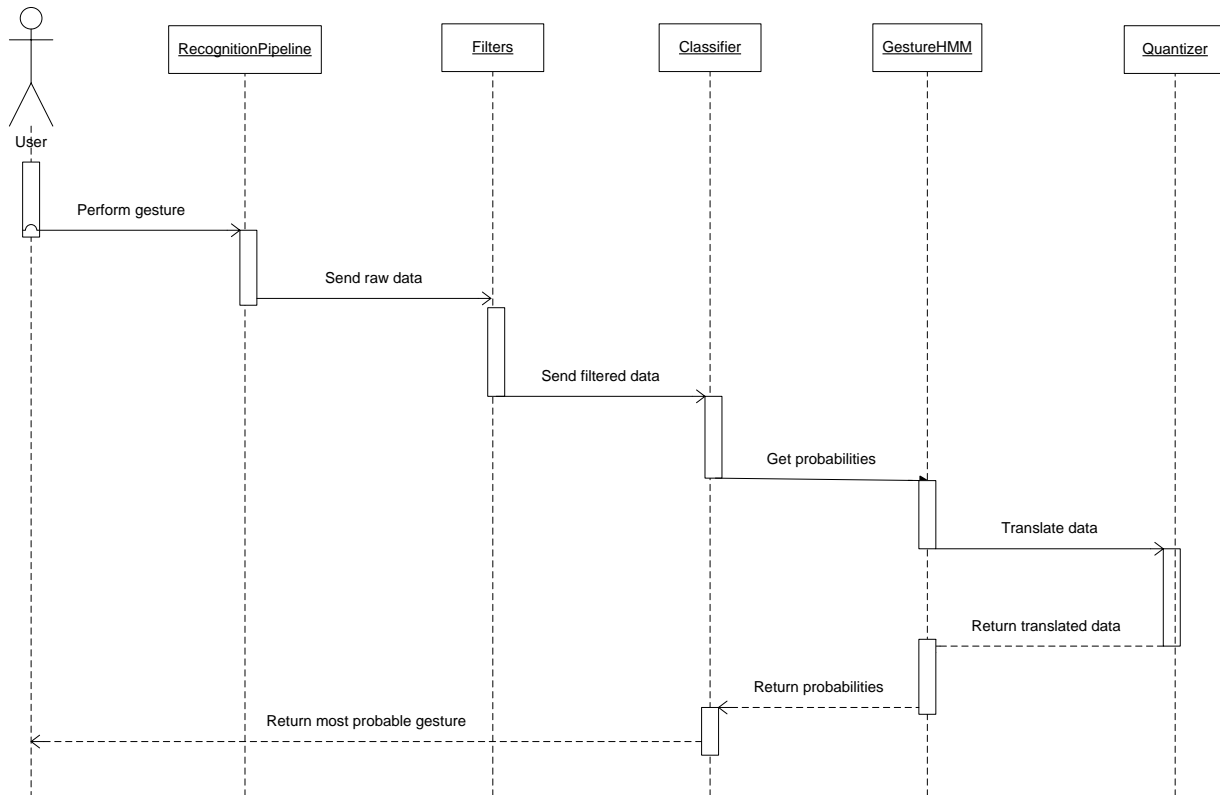 RecognitionPipeline
Filters
Classifier
GestureHMM
Quantizer
User
Perform gesture
Send raw data
Send filtered data
Get probabilities
Translate data
Return translated data
Return probabilities
Return most probable gesture